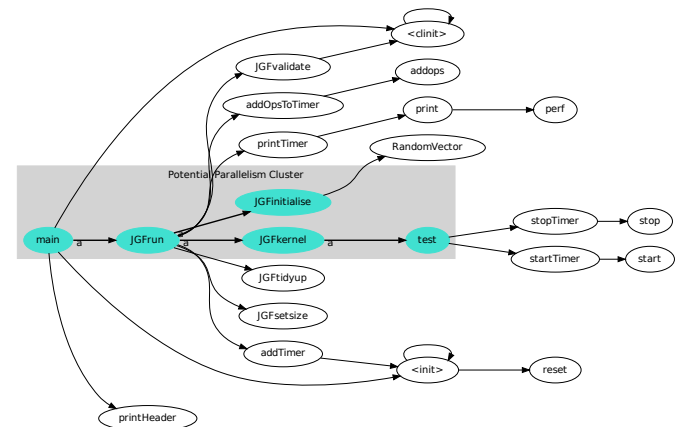 <clinit>
JGFvalidate
addops
addOpsToTimer
print
perf
printTimer
RandomVector
Potential Parallelism Cluster
JGFinitialise
main
a
JGFrun
a
JGFkernel
a
test
stopTimer
stop
startTimer
start
JGFtidyup
JGFsetsize
addTimer
<init>
reset
printHeader